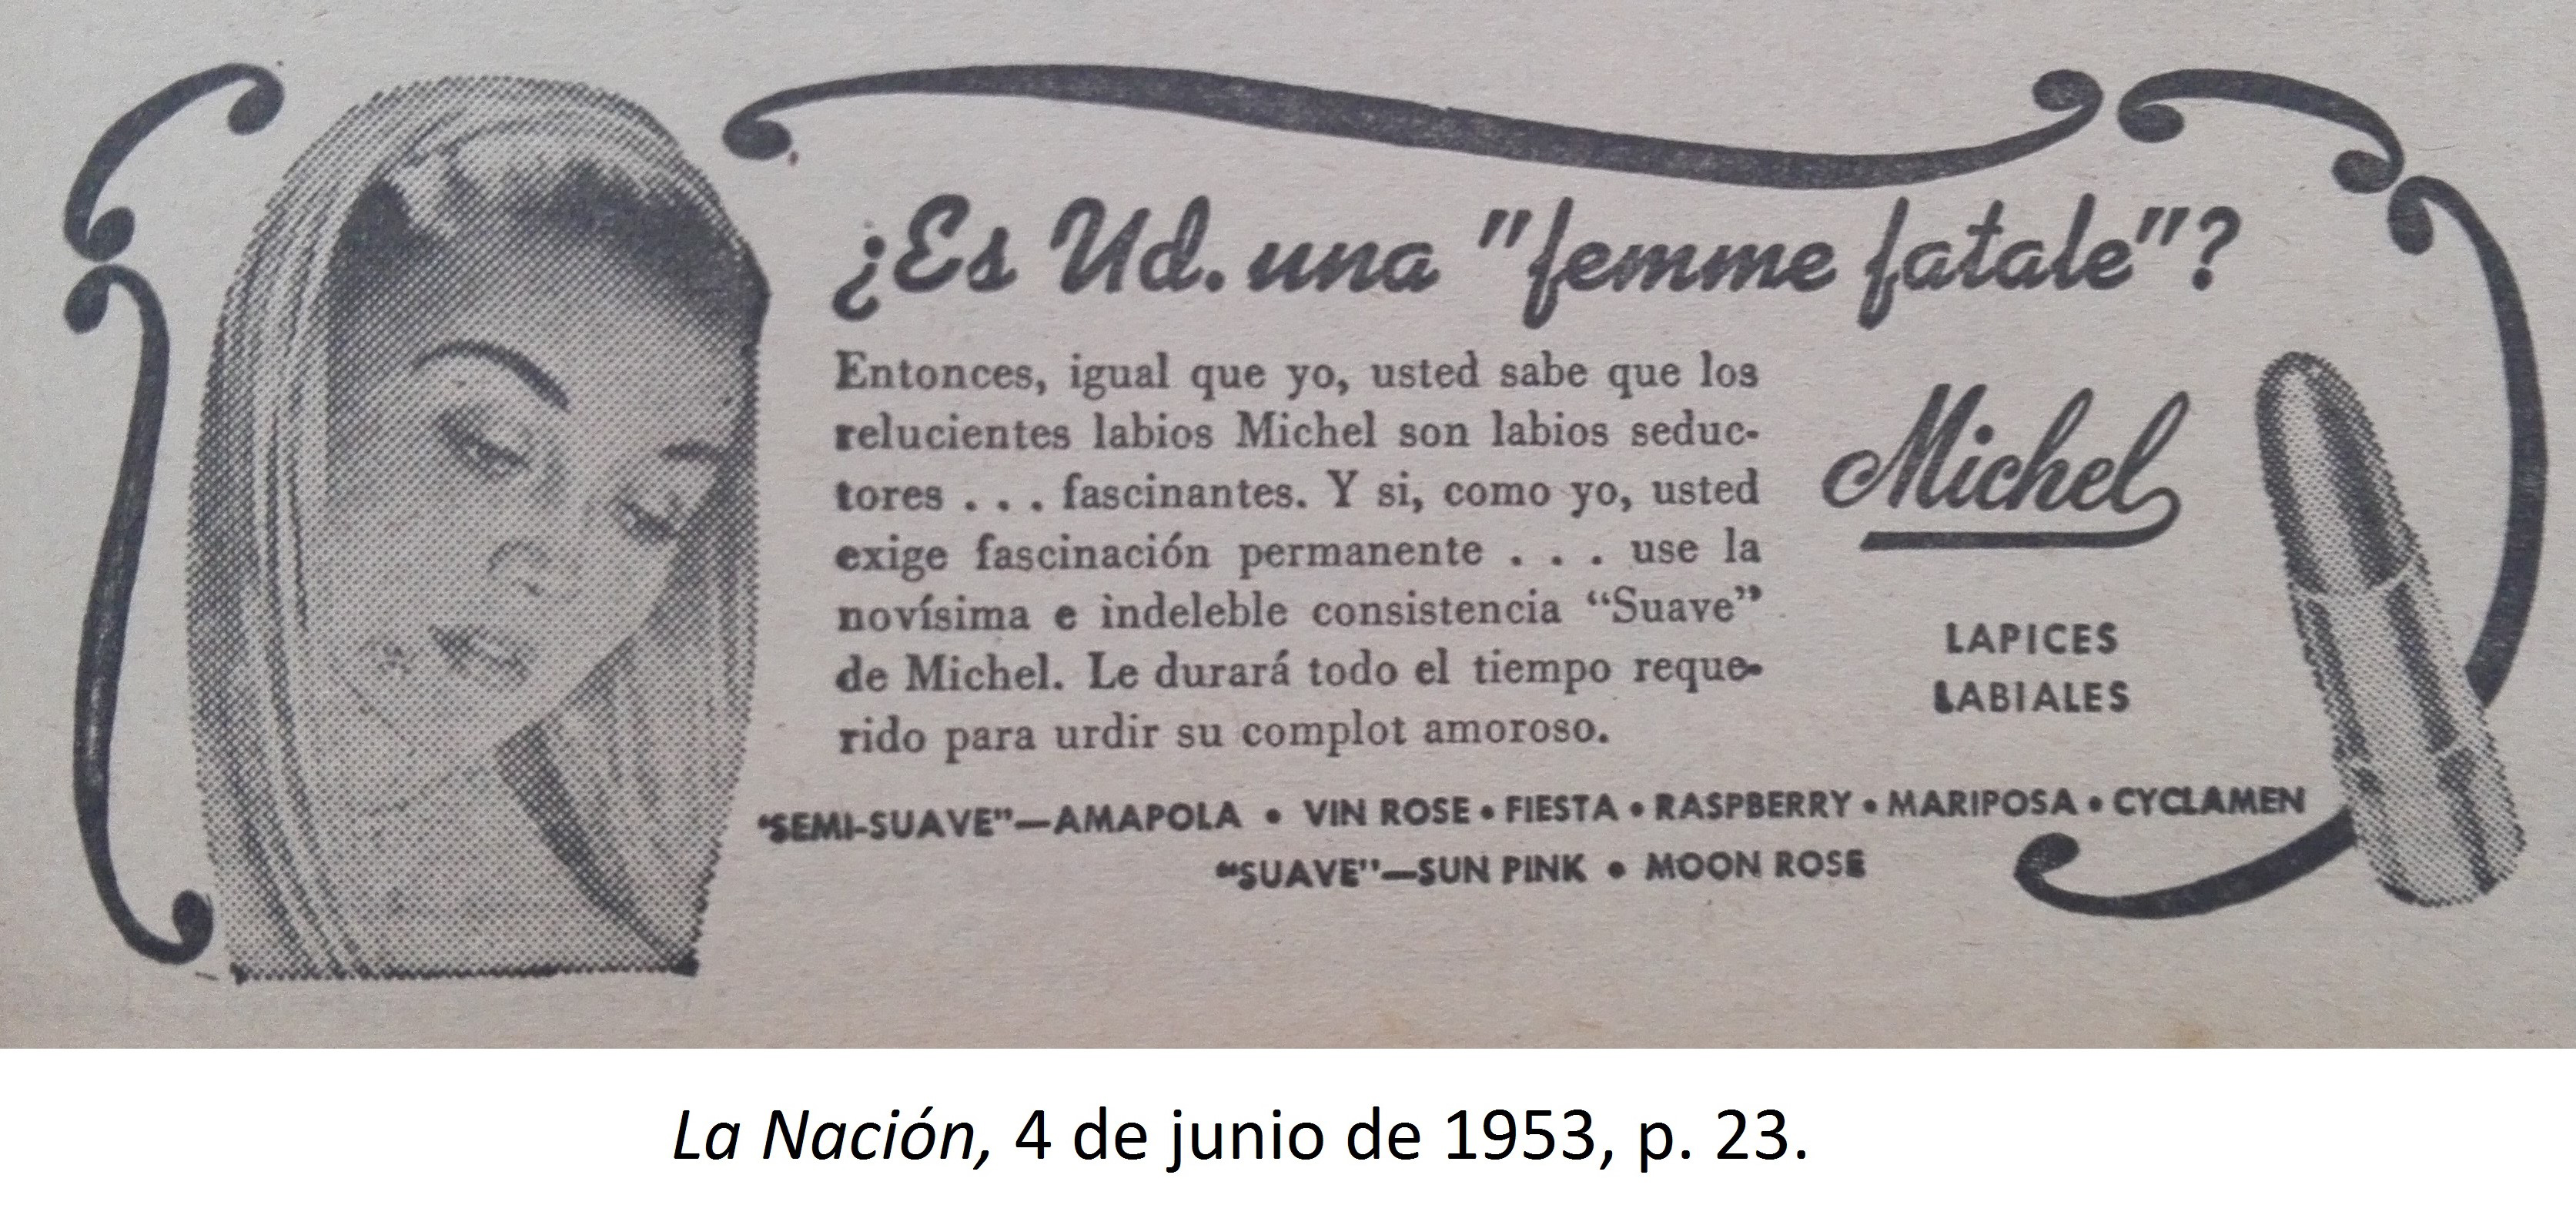 ¿Es Ud. una "femme fatale"?
Entonces, igual que yo, usted sabe que los
relucientes labios Michel son labios seduc-
tores . . . fascinantes. Y si, como yo, usted
exige fascinación permanente . . . use la
novísima e indeleble consistencia “Suave”
de Michel. Le durará todo el tiempo reque-
rido para urdir su complot amoroso.
Michel
LAPICES
LABIALES
“SEMI-SUAVE”—AMAPOLA • VIN ROSE • FIESTA • RASPBERRY • MARIPOSA • CYCLAMEN
“SUAVE”—SUN PINK • MOON ROSE
La Nación, 4 de junio de 1953, p. 23.